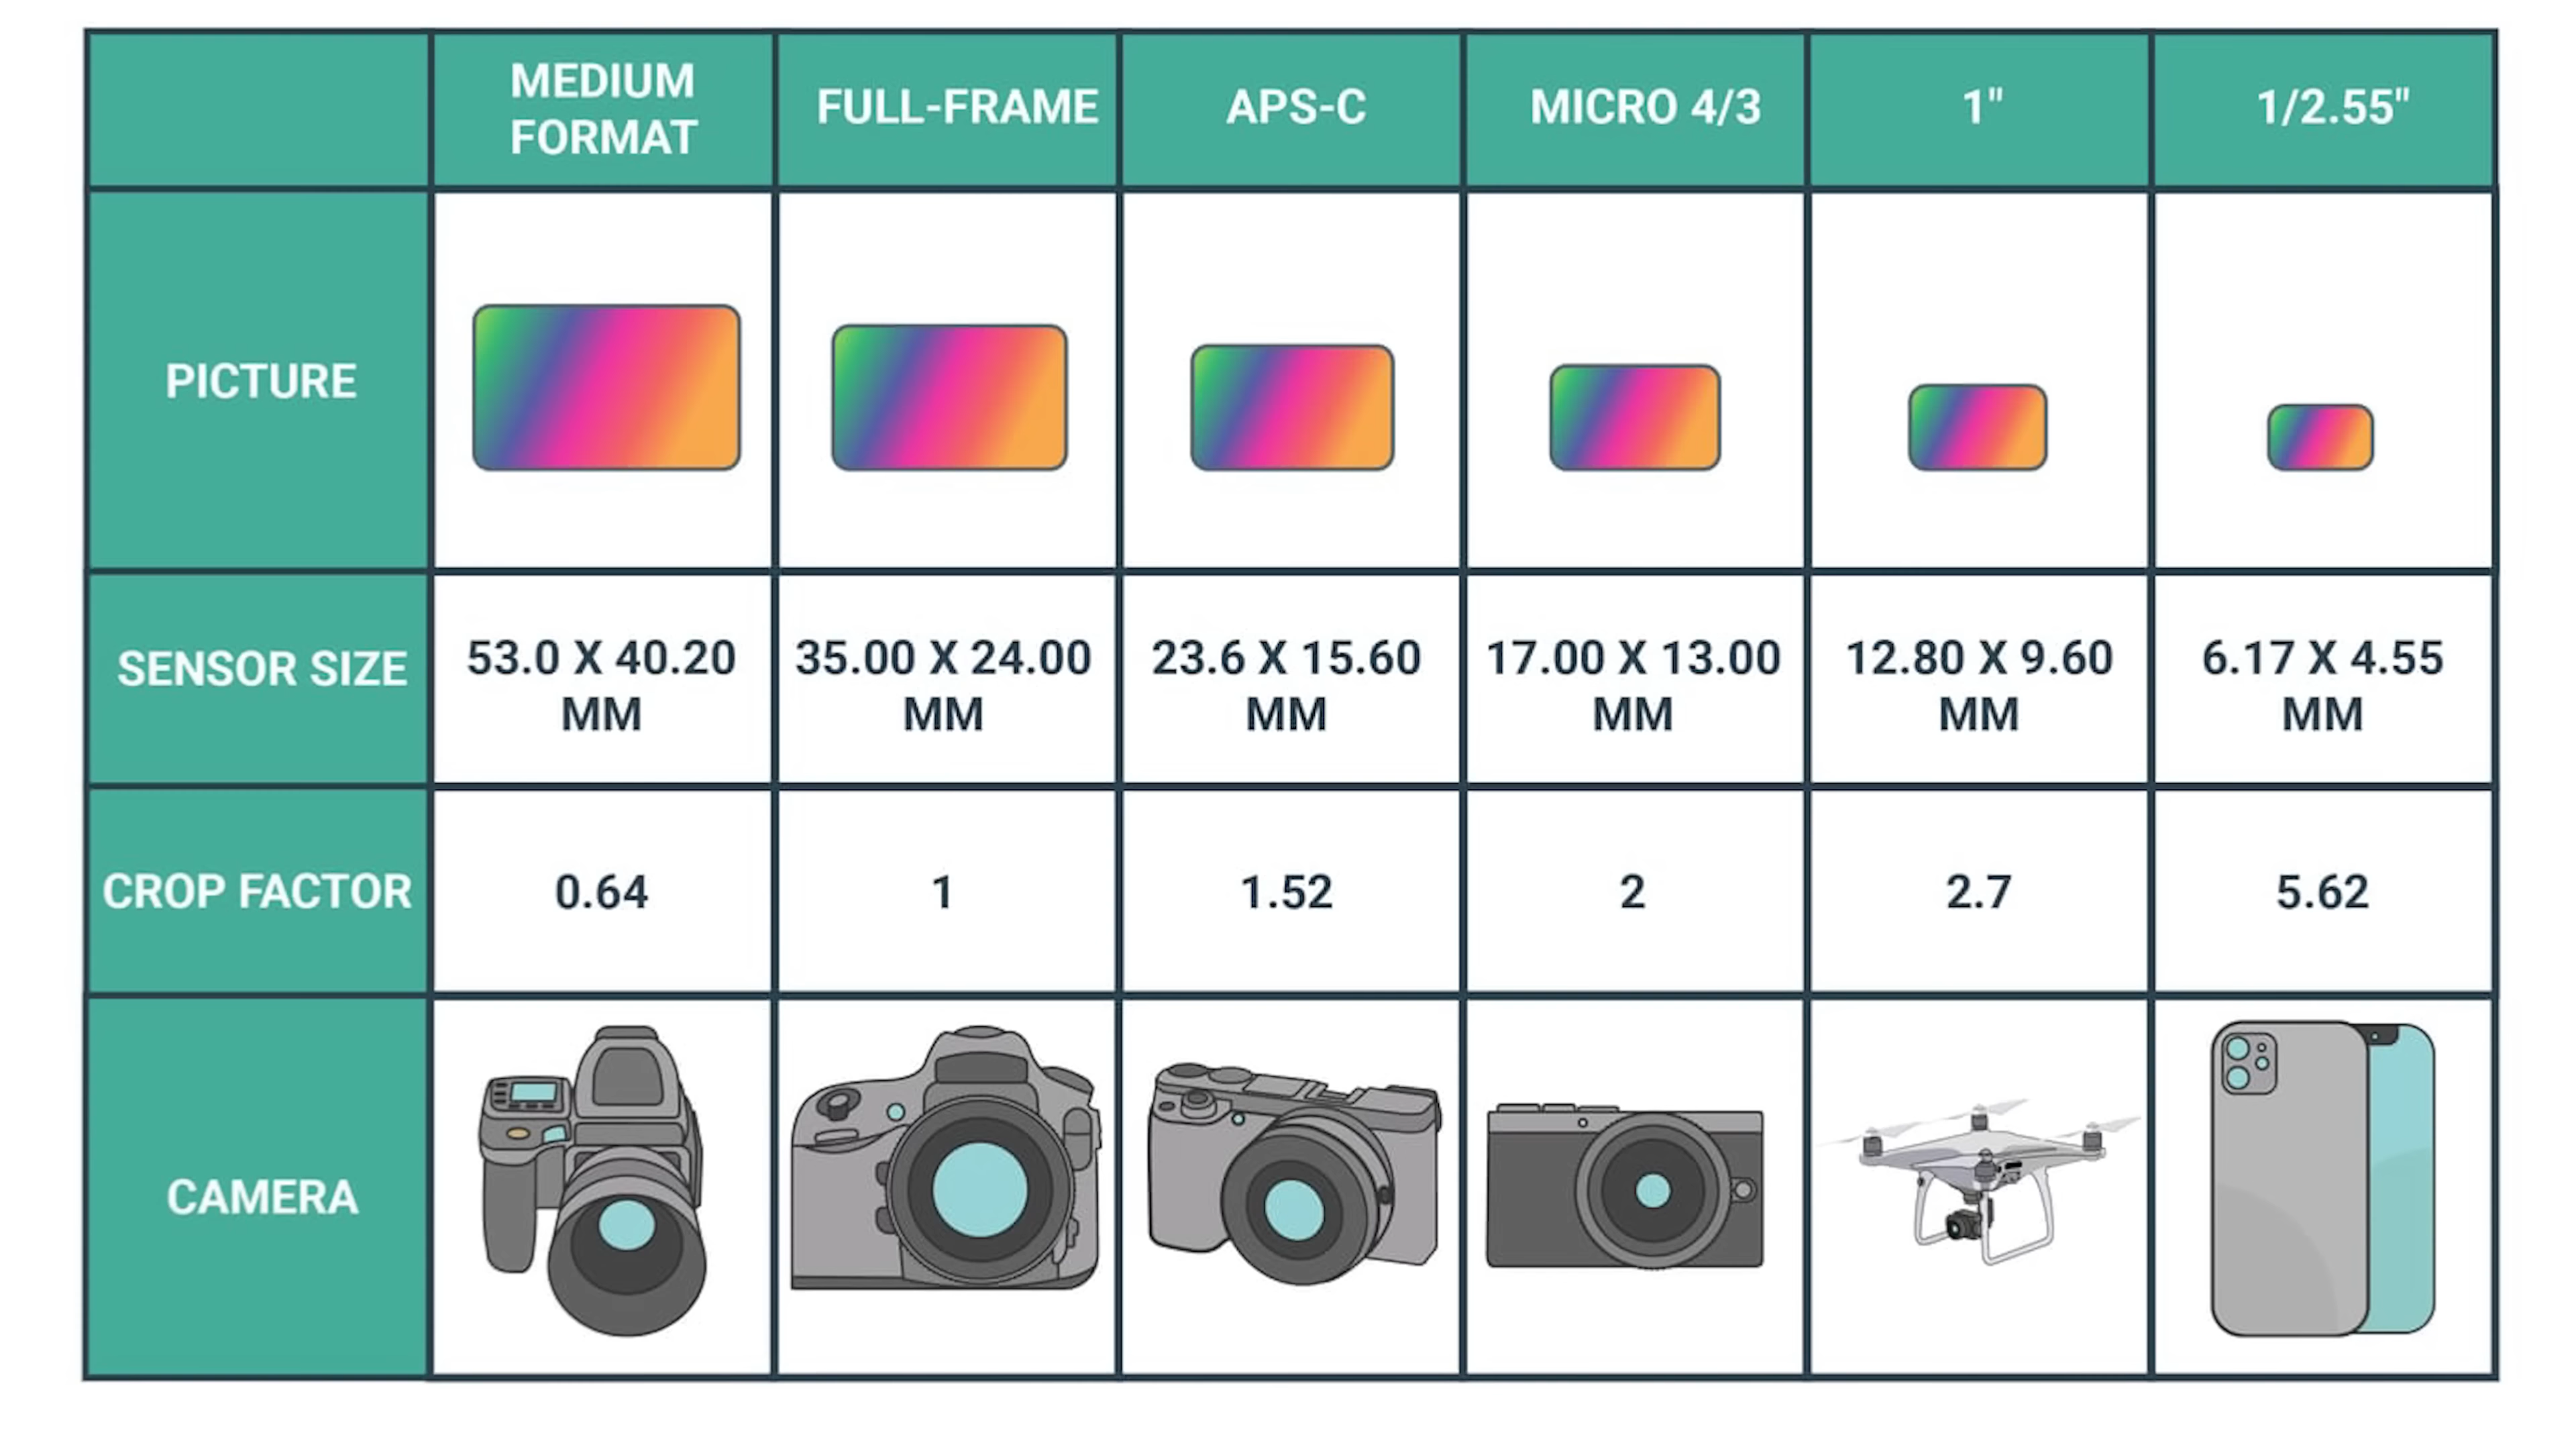 MEDIUM
FORMAT
FULL-FRAME
APS-C
MICRO 4/3
1"
1/2.55"
PICTURE
SENSOR SIZE
53.0 X 40.20
MM
35.00 X 24.00
MM
23.6 X 15.60
MM
17.00 X 13.00
MM
12.80 X 9.60
MM
6.17 X 4.55
MM
CROP FACTOR
0.64
1
1.52
2
2.7
5.62
CAMERA